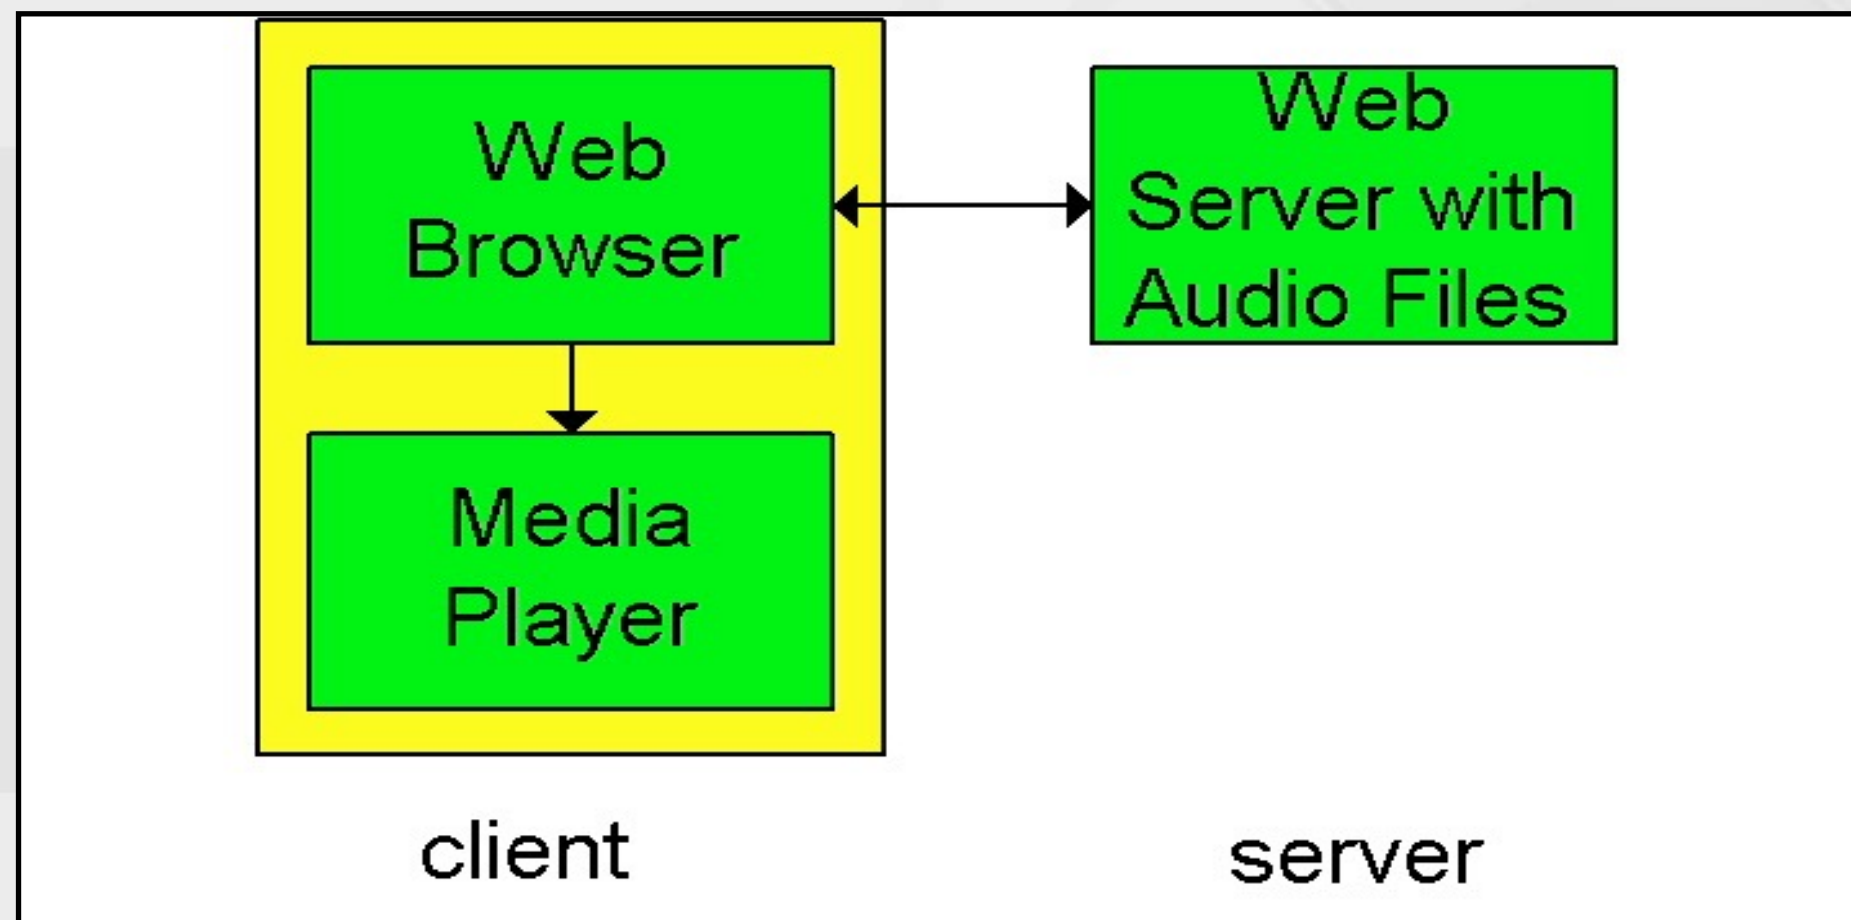 Web
Browser
Web
Server with
Audio Files
Media
Player
client
server